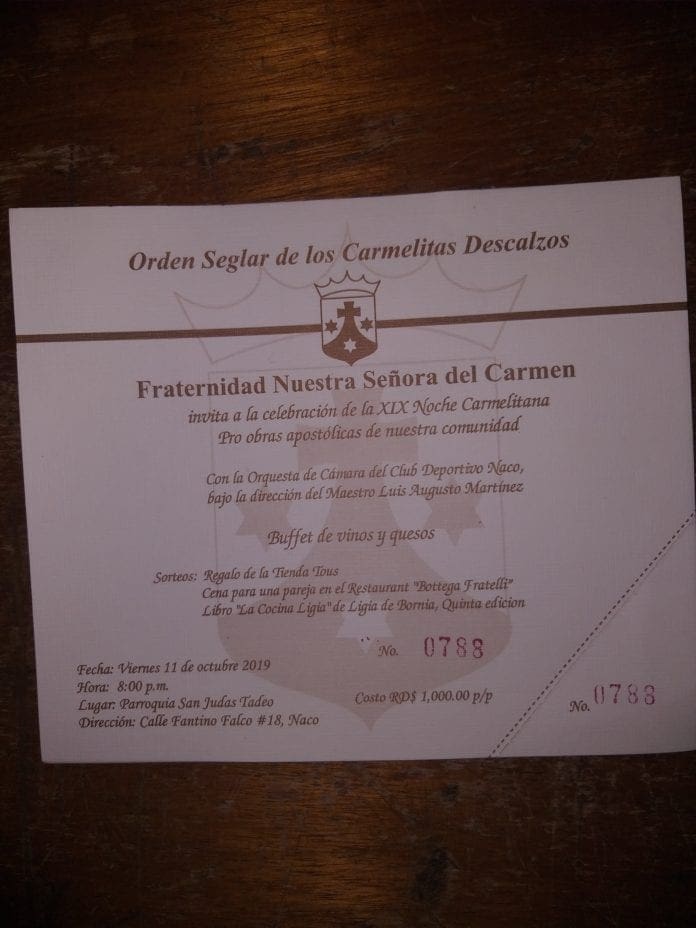 Orden Seglar de los Carmelitas Descalzos
Fraternidad Nuestra Señora del Carmen
invita a la celebración de la XIX Noche Carmelitana
Pro obras apostólicas de nuestra comunidad
Con la Orquesta de Cámara del Club Deportivo Naco,
bajo la dirección del Maestro Luis Augusto Martínez
Buffet de vinos y quesos
Sorteos: Regalo de la Tienda Tous
Cena para una pareja en el Restaurant "Bottega Fratelli"
Libro "La Cocina Ligia" de Ligia de Bornia, Quinta edicion
No. 0788
Fecha: Viernes 11 de octubre 2019
Hora: 8:00 p.m.
Lugar: Parroquia San Judas Tadeo
Dirección: Calle Fantino Falco #18, Naco
Costo RD$ 1,000.00 p/p
No. 0788